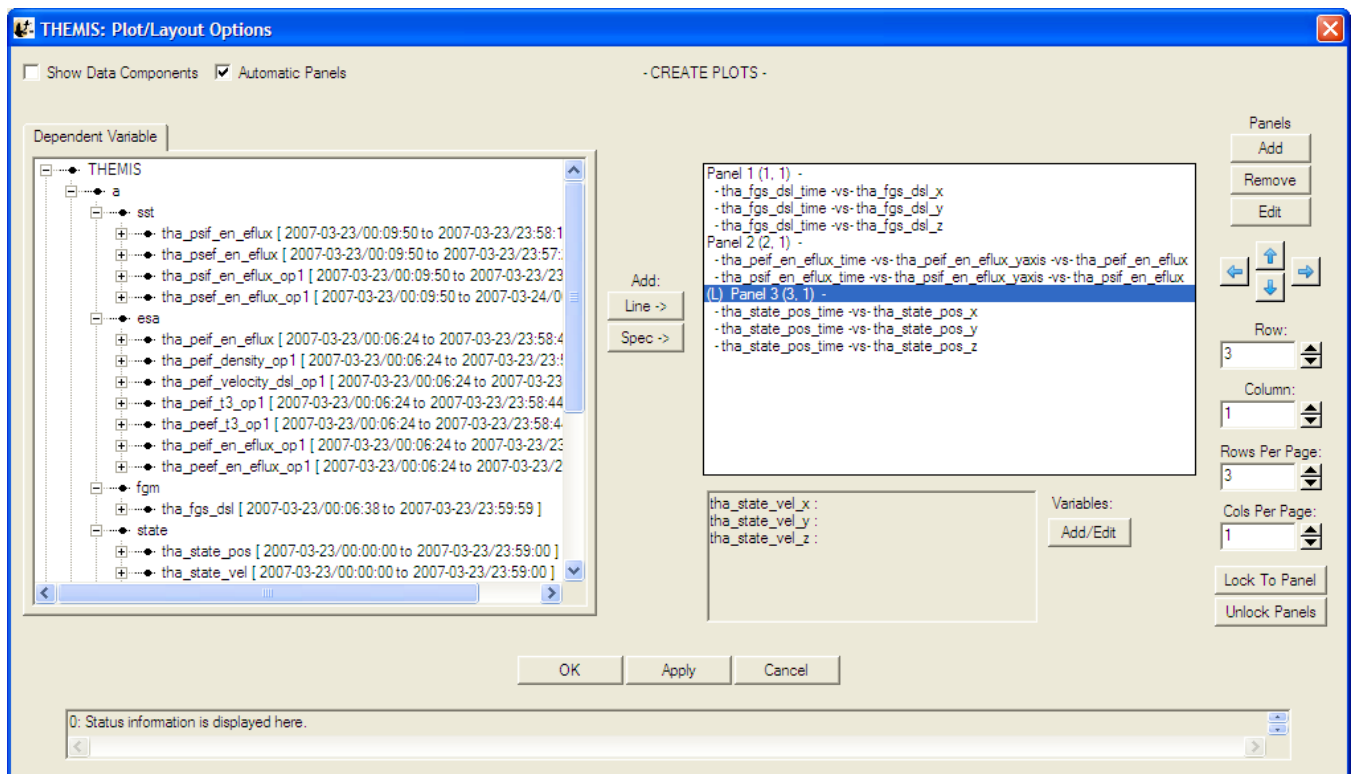 THEMIS: Plot/Layout Options
Show Data Components
Automatic Panels
- CREATE PLOTS -
Dependent Variable
THEMIS
a
sst
tha_psif_en_eflux [ 2007-03-23/00:09:50 to 2007-03-23/23:58:1
tha_psef_en_eflux [ 2007-03-23/00:09:50 to 2007-03-23/23:57:
tha_psif_en_eflux_op1 [ 2007-03-23/00:09:50 to 2007-03-23/23
tha_psef_en_eflux_op1 [ 2007-03-23/00:09:50 to 2007-03-24/0
esa
tha_peif_en_eflux [ 2007-03-23/00:06:24 to 2007-03-23/23:58:4
tha_peif_density_op1 [ 2007-03-23/00:06:24 to 2007-03-23/23:5
tha_peif_velocity_dsl_op1 [ 2007-03-23/00:06:24 to 2007-03-23
tha_peif_t3_op1 [ 2007-03-23/00:06:24 to 2007-03-23/23:58:44
tha_peef_t3_op1 [ 2007-03-23/00:06:24 to 2007-03-23/23:58:4
tha_peif_en_eflux_op1 [ 2007-03-23/00:06:24 to 2007-03-23/23
tha_peef_en_eflux_op1 [ 2007-03-23/00:06:24 to 2007-03-23/2
fgm
tha_fgs_dsl [ 2007-03-23/00:06:38 to 2007-03-23/23:59:59 ]
state
tha_state_pos [ 2007-03-23/00:00:00 to 2007-03-23/23:59:00 ]
tha_state_vel [ 2007-03-23/00:00:00 to 2007-03-23/23:59:00 ]
Add:
Line ->
Spec ->
Panel 1 (1, 1) -
- tha_fgs_dsl_time -vs- tha_fgs_dsl_x
- tha_fgs_dsl_time -vs- tha_fgs_dsl_y
- tha_fgs_dsl_time -vs- tha_fgs_dsl_z
Panel 2 (2, 1) -
- tha_peif_en_eflux_time -vs- tha_peif_en_eflux_yaxis -vs- tha_peif_en_eflux
- tha_psif_en_eflux_time -vs- tha_psif_en_eflux_yaxis -vs- tha_psif_en_eflux
(L) Panel 3 (3, 1) -
- tha_state_pos_time -vs- tha_state_pos_x
- tha_state_pos_time -vs- tha_state_pos_y
- tha_state_pos_time -vs- tha_state_pos_z
tha_state_vel_x :
tha_state_vel_y :
tha_state_vel_z :
Variables:
Add/Edit
Panels
Add
Remove
Edit
Row:
3
Column:
1
Rows Per Page:
3
Cols Per Page:
1
Lock To Panel
Unlock Panels
OK
Apply
Cancel
0: Status information is displayed here.